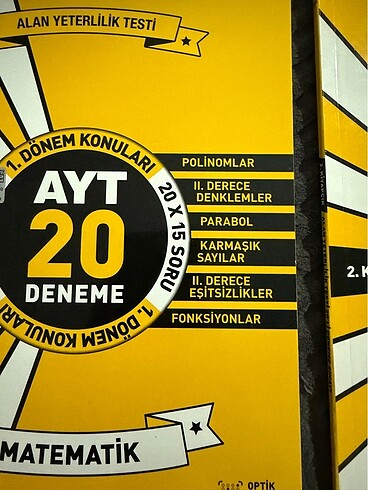 ALAN YETERLİLİK TESTİ
1. DÖNEM KONULARI
AYT
20
DENEME
20 X 15 SORU
1. DÖNEM KONULARI
POLİNOMLAR
II. DERECE
DENKLEMLER
PARABOL
KARMAŞIK
SAYILAR
II. DERECE
EŞİTSİZLİKLER
FONKSİYONLAR
MATEMATİK
OPTİK
2. K